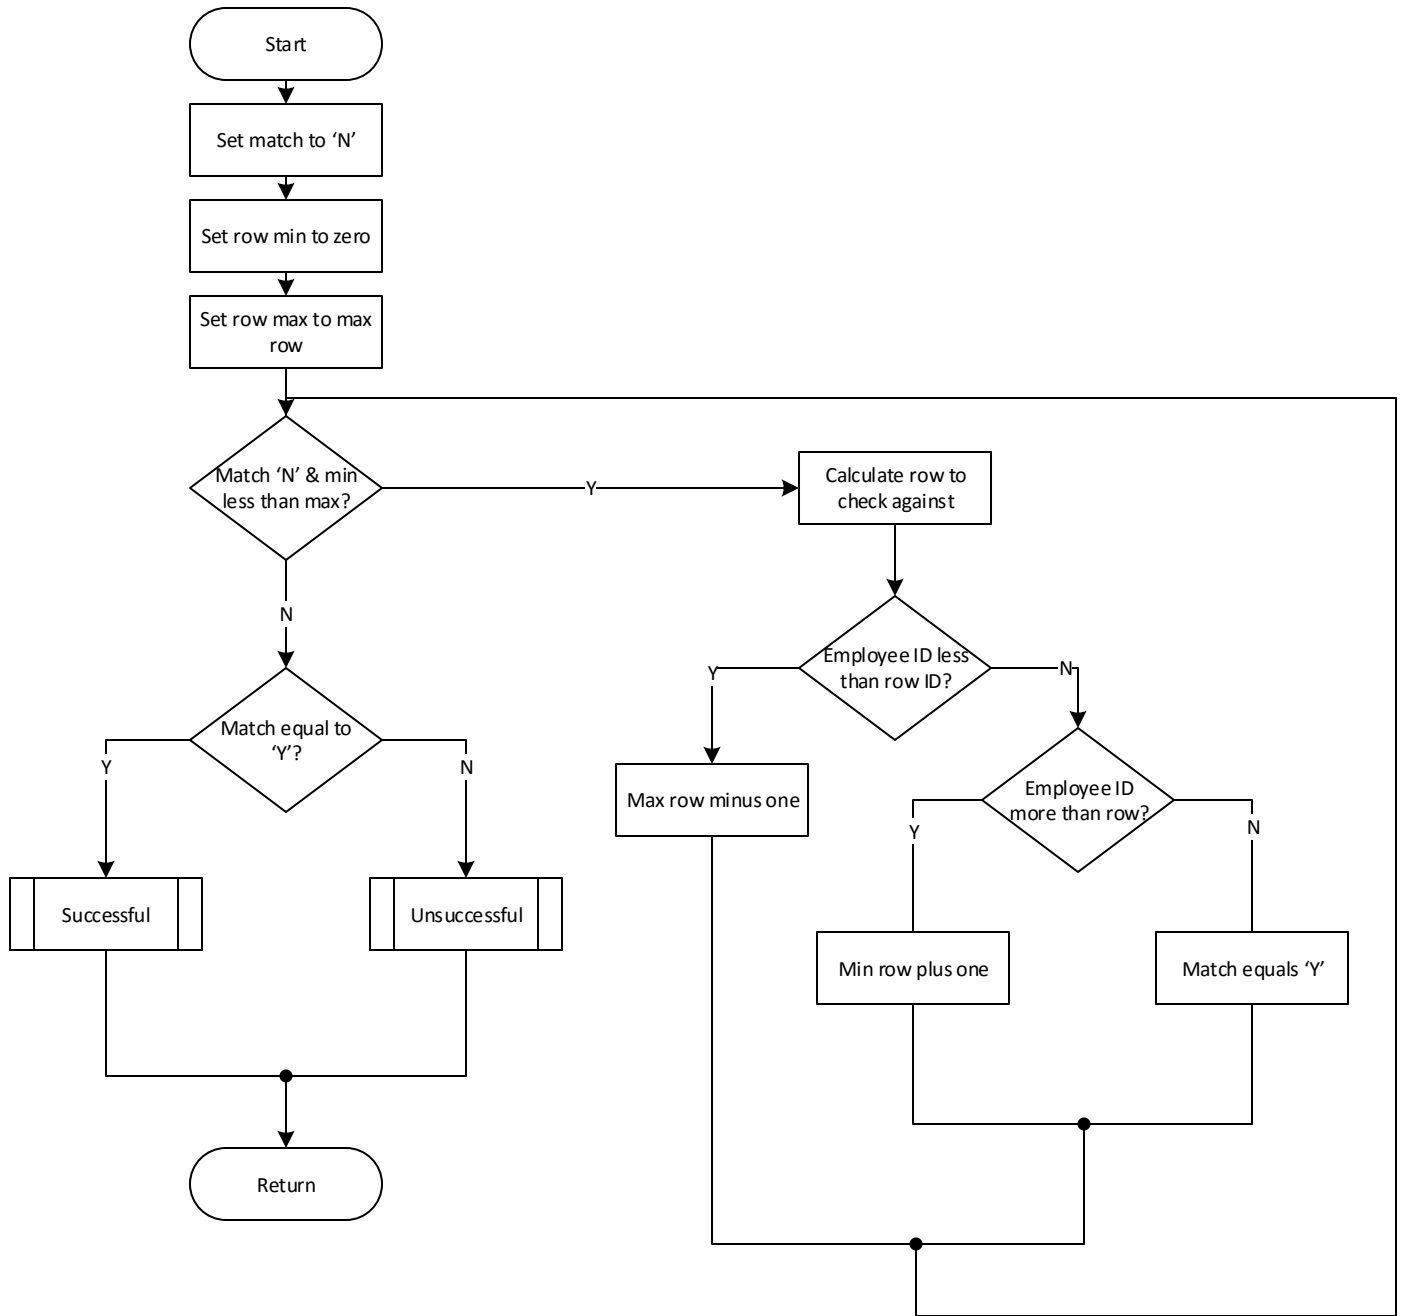 Start
Set match to ‘N’
Set row min to zero
Set row max to max
row
Match ‘N’ & min
less than max?
Y
Calculate row to
check against
N
Employee ID less
than row ID?
Y
N
Match equal to
‘Y’?
Y
N
Max row minus one
Employee ID
more than row?
Y
N
Successful
Unsuccessful
Min row plus one
Match equals ‘Y’
Return